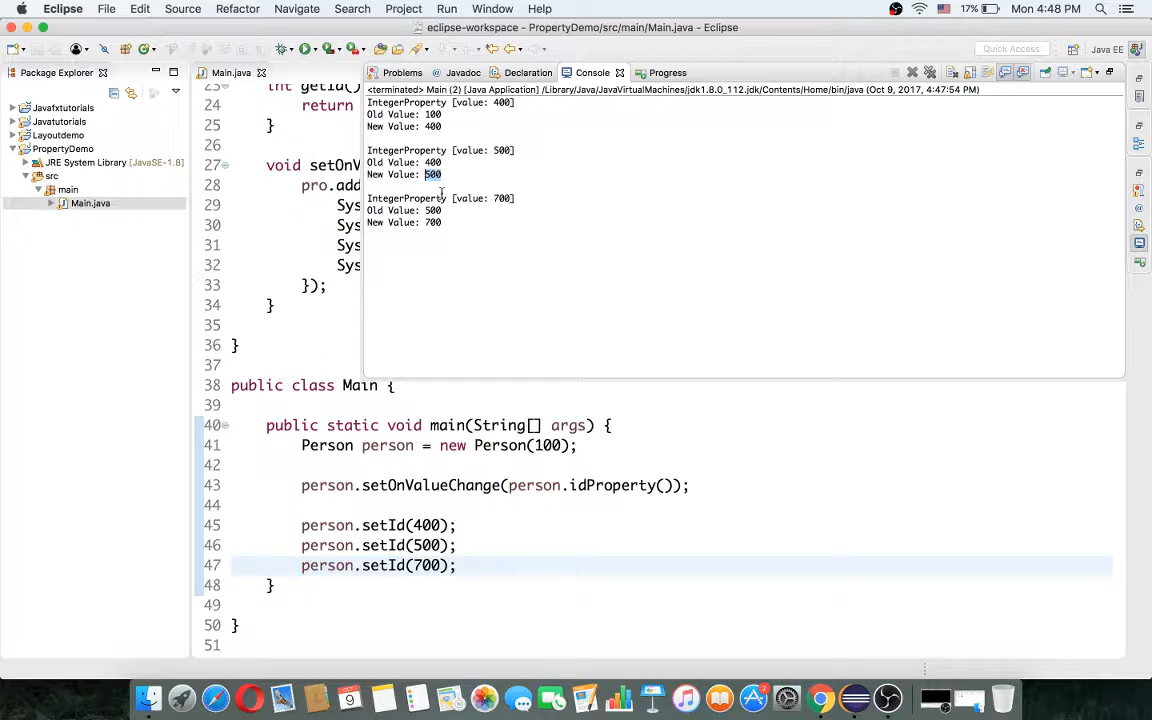 Eclipse File Edit Source Refactor Navigate Search Project Run Window Help 17% Mon 4:48 PM
eclipse-workspace - PropertyDemo/src/main/Main.java - Eclipse
Quick Access Java EE
Package Explorer
Javafxtutorials
Javatutorials
Layoutdemo
PropertyDemo
JRE System Library [JavaSE-1.8]
src
main
Main.java
Main.java
int getId()
24 return
25 }
26
27 void setOnV
28 pro.add
29 Sys
30 Sys
31 Sys
32 Sys
33 });
34 }
35
36 }
37
38 public class Main {
39
40 public static void main(String[] args) {
41 Person person = new Person(100);
42
43 person.setOnValueChange(person.idProperty());
44
45 person.setId(400);
46 person.setId(500);
47 person.setId(700);
48 }
49
50 }
51
Problems @ Javadoc Declaration Console Progress
<terminated> Main (2) [Java Application] /Library/Java/JavaVirtualMachines/jdk1.8.0_112.jdk/Contents/Home/bin/java (Oct 9, 2017, 4:47:54 PM)
IntegerProperty [value: 400]
Old Value: 100
New Value: 400
IntegerProperty [value: 500]
Old Value: 400
New Value: 500
IntegerProperty [value: 700]
Old Value: 500
New Value: 700
OCT
9
2